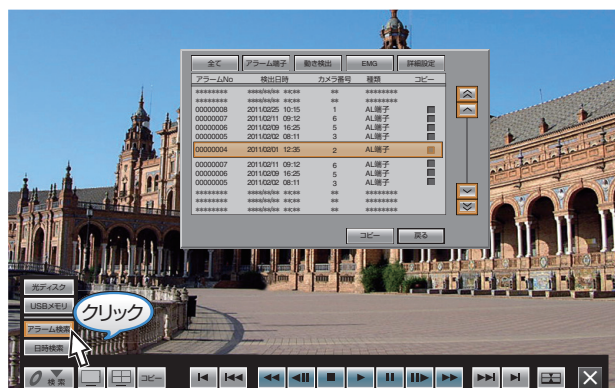 全て アラーム端子 動き検出 EMG 詳細設定
アラームNo 検出日時 カメラ番号 種類 コピー
******** ****/**/** **:** ** ********
******** ****/**/** **:** ** ********
00000008 2011/02/25 10:15 1 AL端子
00000007 2011/02/11 09:12 6 AL端子
00000006 2011/02/09 16:25 5 AL端子
00000005 2011/02/02 08:11 3 AL端子
00000004 2011/02/01 12:35 2 AL端子
00000007 2011/02/11 09:12 6 AL端子
00000006 2011/02/09 16:25 5 AL端子
00000005 2011/02/02 08:11 3 AL端子
******** ****/**/** **:** ** ********
******** ****/**/** **:** ** ********
******** ****/**/** **:** ** ********
コピー 戻る
光ディスク
USBメモリ
アラーム検索
日時検索
クリック
検索 コピー